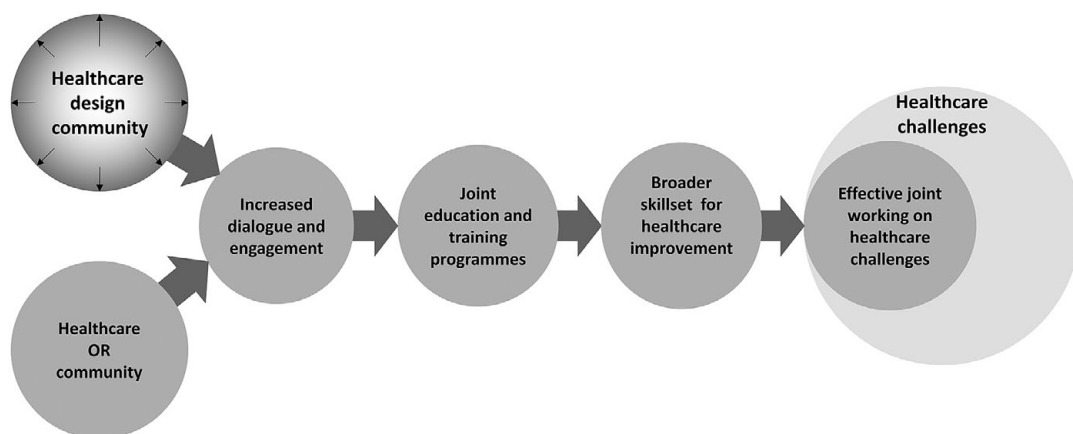 Healthcare
design
community
Healthcare
OR
community
Increased
dialogue and
engagement
Joint
education and
training
programmes
Broader
skillset for
healthcare
improvement
Healthcare
challenges
Effective joint
working on
healthcare
challenges